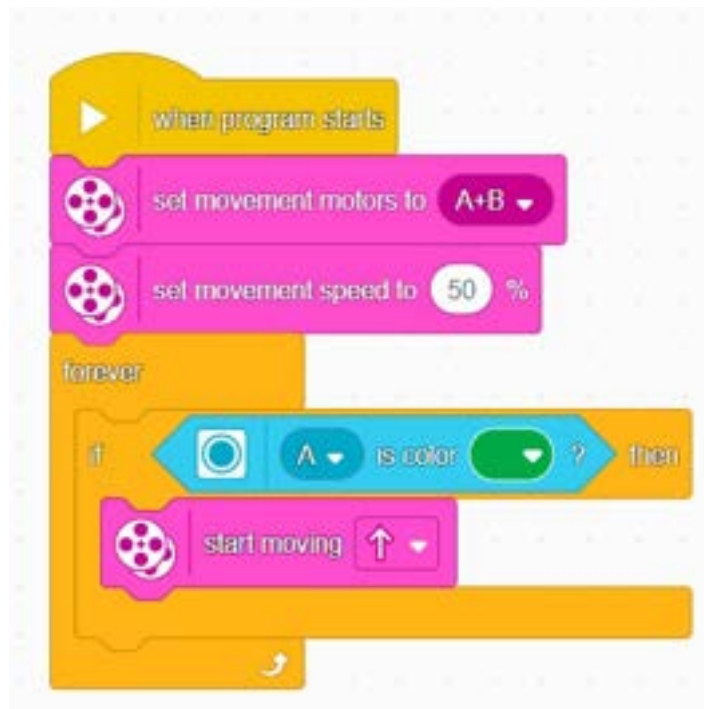 when program starts
set movement motors to A+B
set movement speed to 50 %
forever
if A is color ? then
start moving